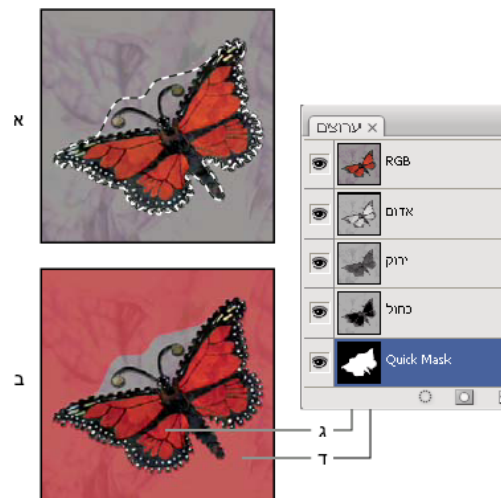 א
ערוצים ×
RGB
אדום
ירוק
כחול
Quick Mask
ב
ג
ד